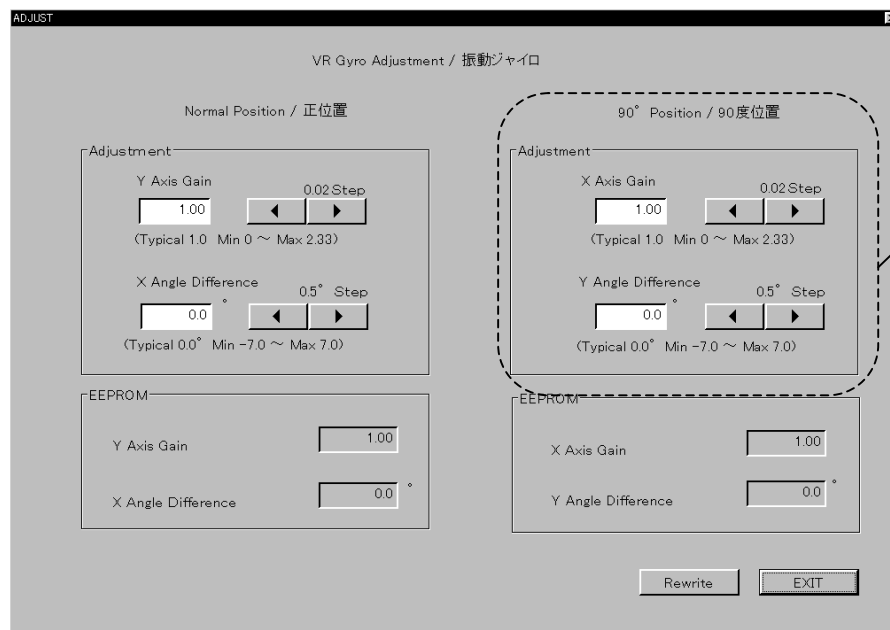 ADJUST
VR Gyro Adjustment / 振動ジャイロ
Normal Position / 正位置
Adjustment
Y Axis Gain
0.02 Step
1.00
(Typical 1.0 Min 0 ～ Max 2.33)
X Angle Difference
0.5° Step
0.0 °
(Typical 0.0° Min -7.0 ～ Max 7.0)
EEPROM
Y Axis Gain
1.00
X Angle Difference
0.0 °
90° Position / 90度位置
Adjustment
X Axis Gain
0.02 Step
1.00
(Typical 1.0 Min 0 ～ Max 2.33)
Y Angle Difference
0.5° Step
0.0 °
(Typical 0.0° Min -7.0 ～ Max 7.0)
EEPROM
X Axis Gain
1.00
Y Angle Difference
0.0 °
Rewrite
EXIT